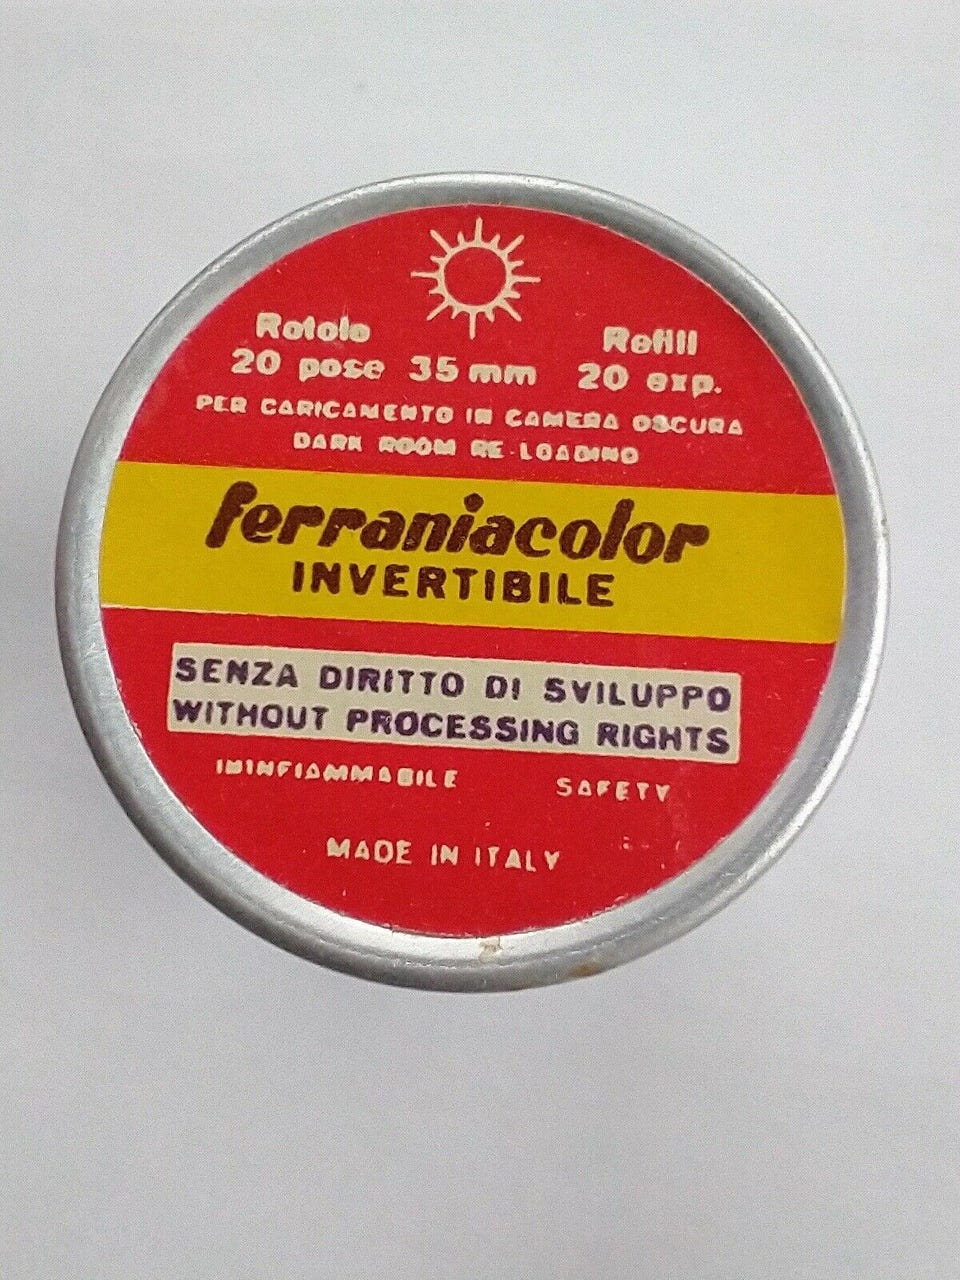 Rotolo Refill
20 pose 35 mm 20 exp.
PER CARICAMENTO IN CAMERA OSCURA
DARK ROOM RE-LOADING
ferraniacolor
INVERTIBILE
SENZA DIRITTO DI SVILUPPO
WITHOUT PROCESSING RIGHTS
ININFIAMMABILE SAFETY
MADE IN ITALY